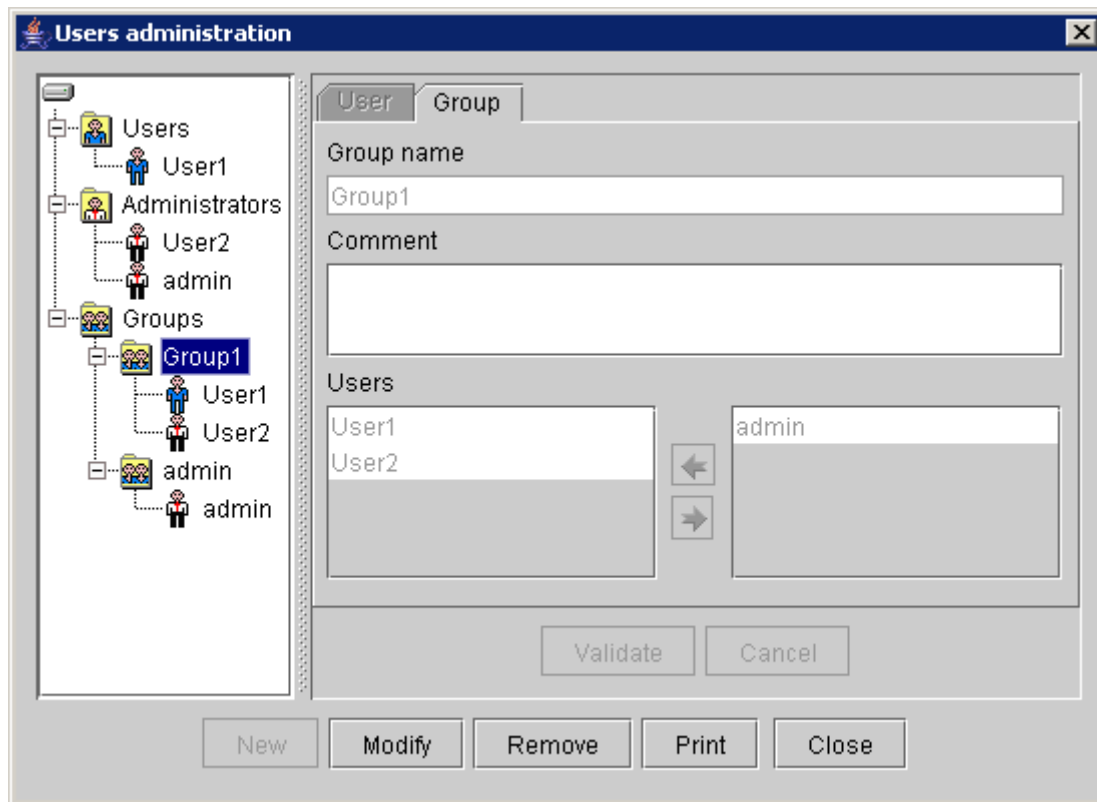 Users administration
Users
User1
Administrators
User2
admin
Groups
Group1
User1
User2
admin
admin
User
Group
Group name
Group1
Comment
Users
User1
User2
admin
Validate
Cancel
New
Modify
Remove
Print
Close